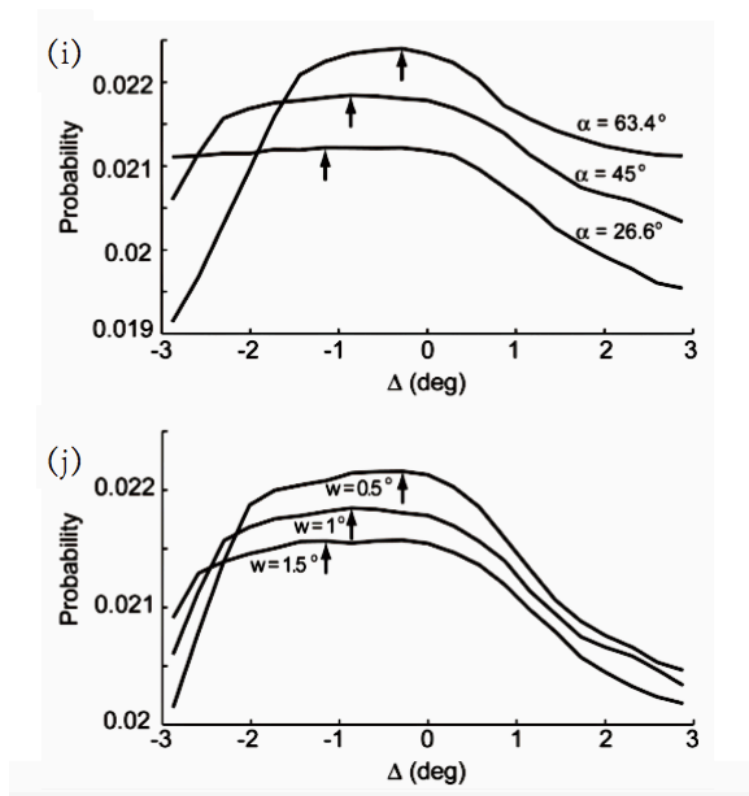 (i)
Probability
0.022
0.021
0.02
0.019
α = 63.4°
α = 45°
α = 26.6°
-3 -2 -1 0 1 2 3
Δ (deg)
(j)
Probability
0.022
0.021
0.02
w=0.5°
w=1°
w=1.5°
-3 -2 -1 0 1 2 3
Δ (deg)